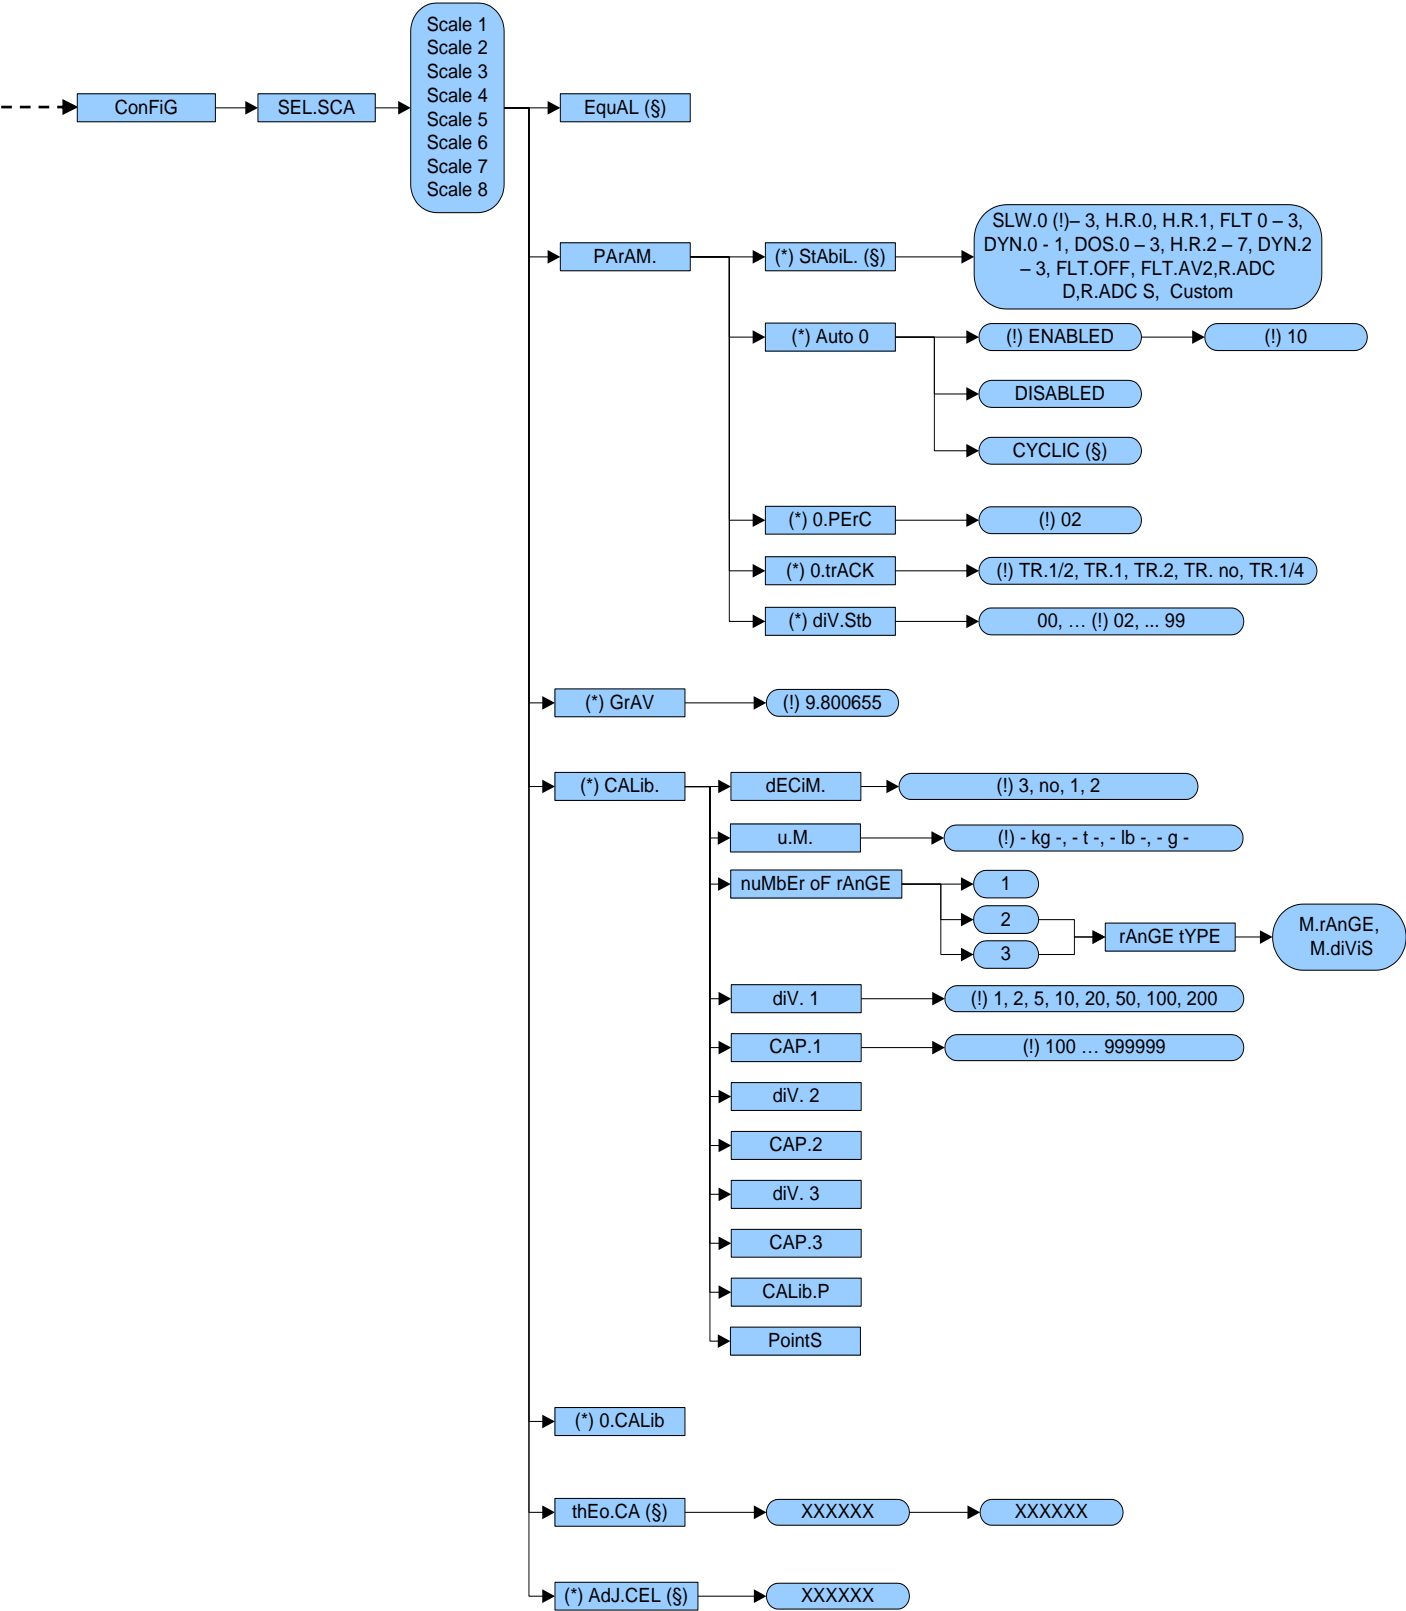 ConFiG
SEL.SCA
Scale 1
Scale 2
Scale 3
Scale 4
Scale 5
Scale 6
Scale 7
Scale 8
EquAL (§)
PArAM.
(*) StAbiL. (§)
SLW.0 (!)– 3, H.R.0, H.R.1, FLT 0 – 3,
DYN.0 - 1, DOS.0 – 3, H.R.2 – 7, DYN.2
– 3, FLT.OFF, FLT.AV2,R.ADC
D,R.ADC S, Custom
(*) Auto 0
(!) ENABLED
(!) 10
DISABLED
CYCLIC (§)
(*) 0.PErC
(!) 02
(*) 0.trACK
(!) TR.1/2, TR.1, TR.2, TR. no, TR.1/4
(*) diV.Stb
00, … (!) 02, ... 99
(*) GrAV
(!) 9.800655
(*) CALib.
dECiM.
(!) 3, no, 1, 2
u.M.
(!) - kg -, - t -, - lb -, - g -
nuMbEr oF rAnGE
1
2
3
rAnGE tYPE
M.rAnGE,
M.diViS
diV. 1
(!) 1, 2, 5, 10, 20, 50, 100, 200
CAP.1
(!) 100 … 999999
diV. 2
CAP.2
diV. 3
CAP.3
CALib.P
PointS
(*) 0.CALib
thEo.CA (§)
XXXXXX
XXXXXX
(*) AdJ.CEL (§)
XXXXXX